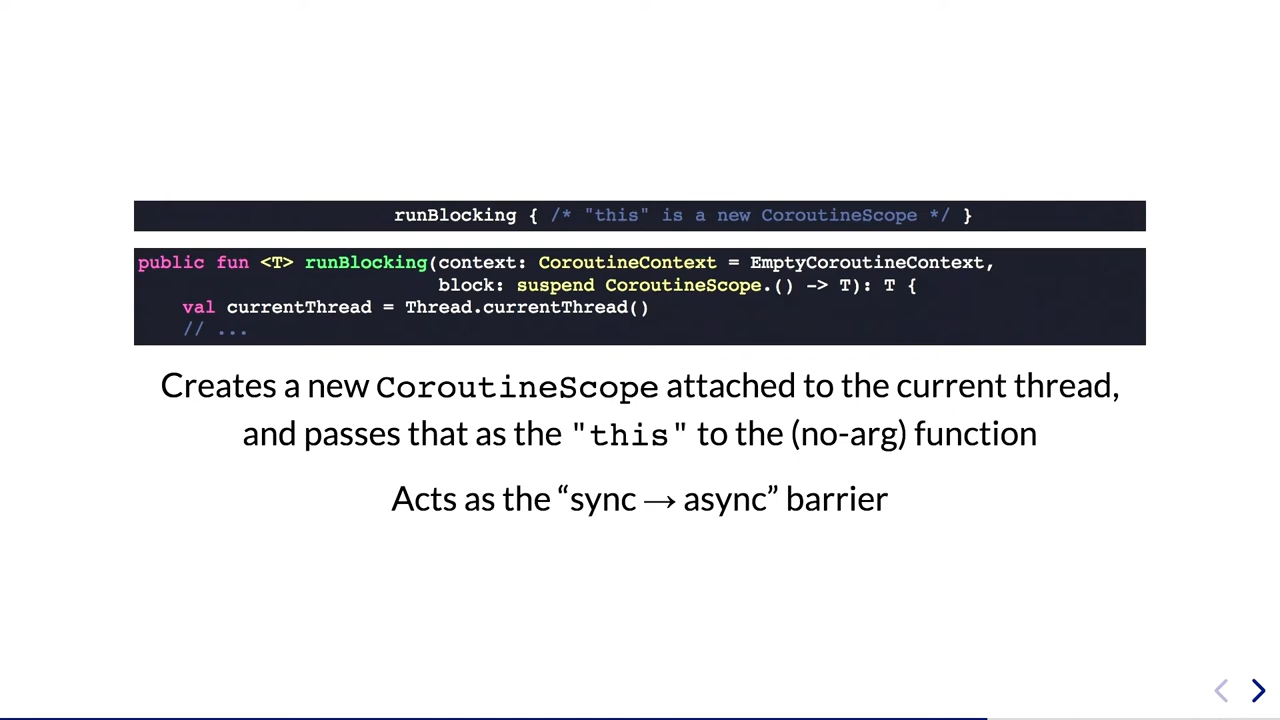 runBlocking { /* "this" is a new CoroutineScope */ }
public fun <T> runBlocking(context: CoroutineContext = EmptyCoroutineContext,
block: suspend CoroutineScope.() -> T): T {
val currentThread = Thread.currentThread()
// ...
Creates a new CoroutineScope attached to the current thread,
and passes that as the "this" to the (no-arg) function
Acts as the “sync → async” barrier